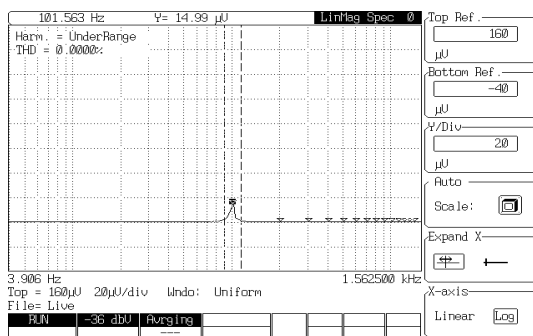 101.563 Hz Y= 14.99 µV LinMag Spec 0
Harm. = UnderRange
THD = 0.0000%
3.906 Hz 1.562500 kHz
Top = 160µV 20µV/div Wndo: Uniform
File= Live
RUN -36 dbV Avrging
---
Top Ref.
160
µV
Bottom Ref.
-40
µV
Y/Div
20
µV
Auto
Scale:
Expand X
X-axis
Linear Log